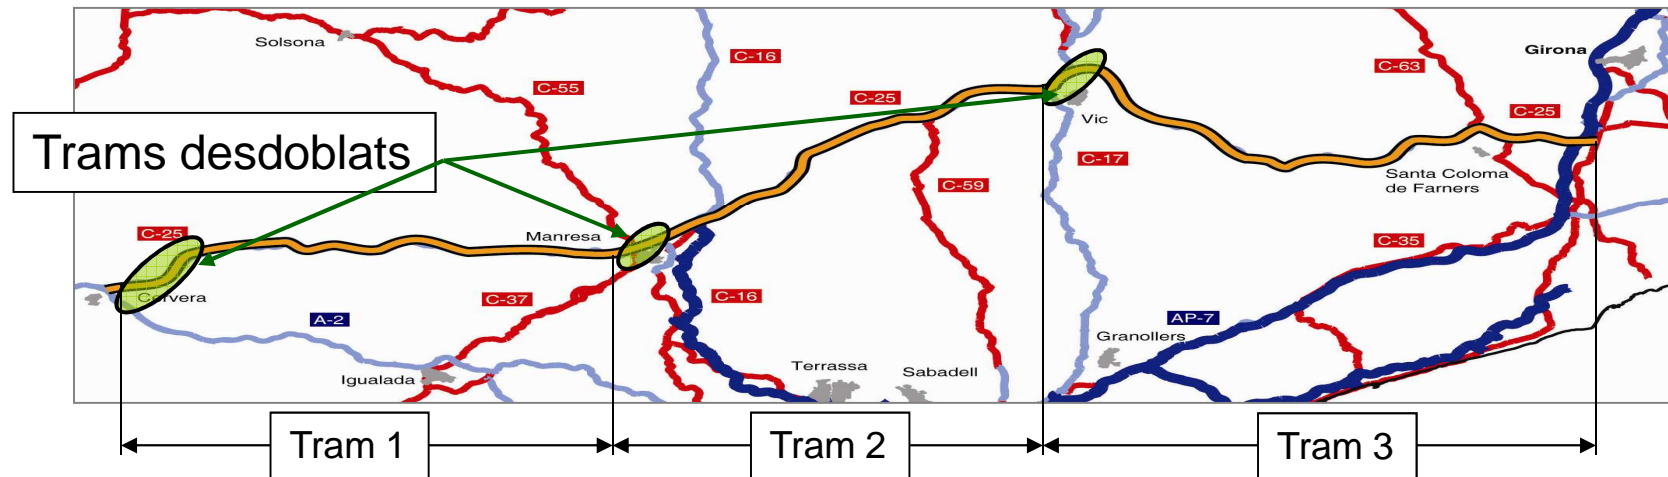 Solsona
C-16
C-63
Girona
C-55
C-25
C-25
Vic
Trams desdoblats
C-17
Santa Coloma
de Farners
C-59
C-25
Manresa
C-35
Cervera
C-37
C-16
A-2
AP-7
Granollers
Igualada
Terrassa
Sabadell
Tram 1
Tram 2
Tram 3